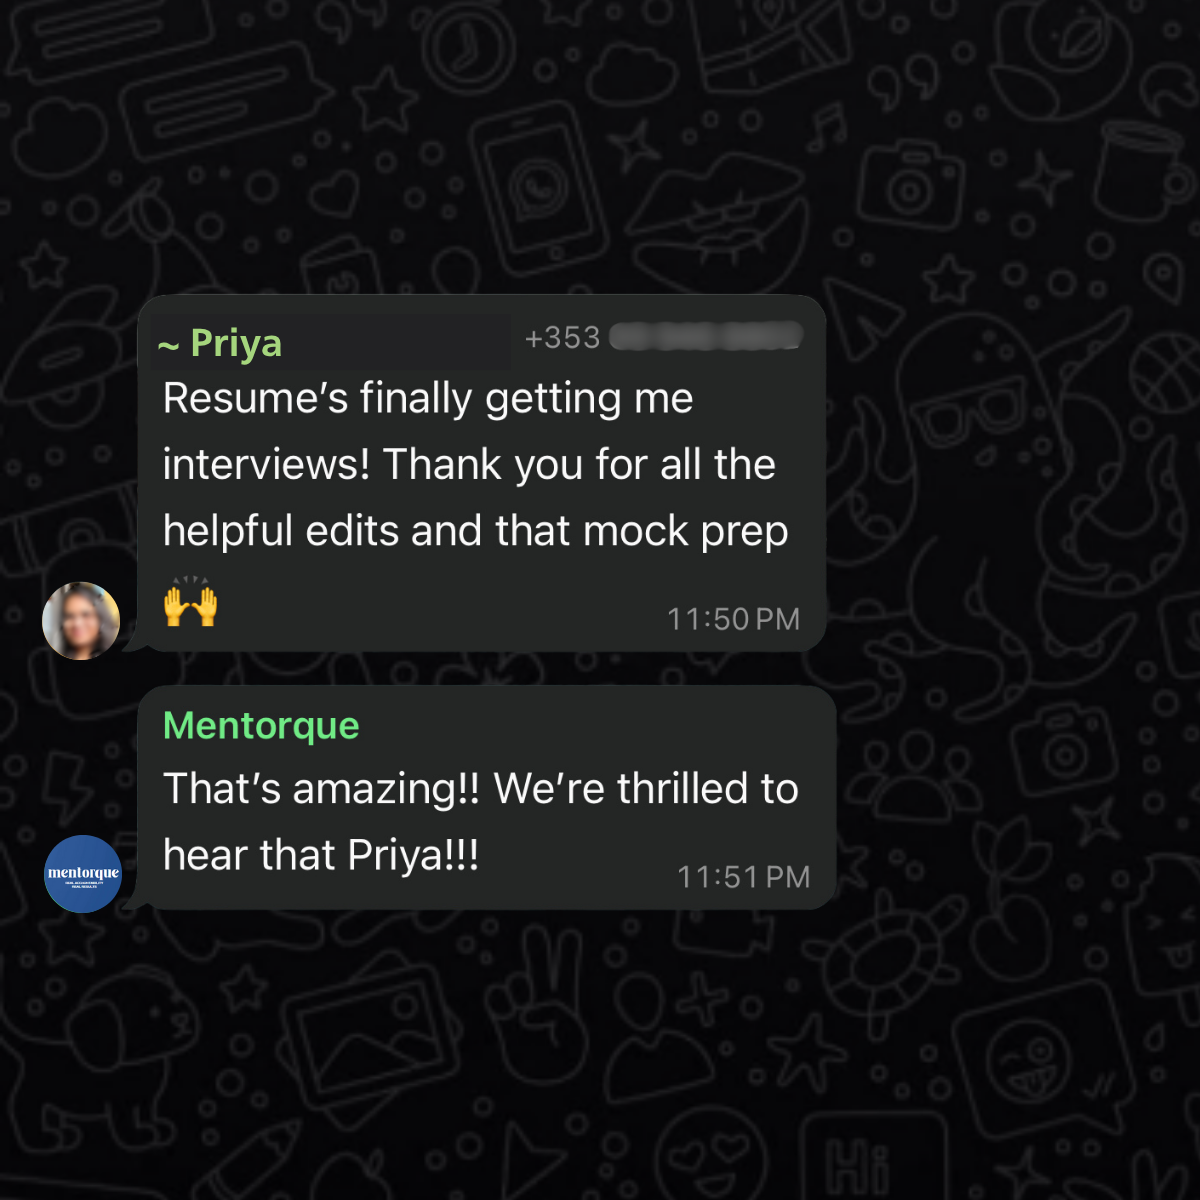 ~ Priya +353
Resume’s finally getting me
interviews! Thank you for all the
helpful edits and that mock prep
🙌
11:50 PM
Mentorque
That’s amazing!! We’re thrilled to
hear that Priya!!!
11:51 PM
mentorque
Hi